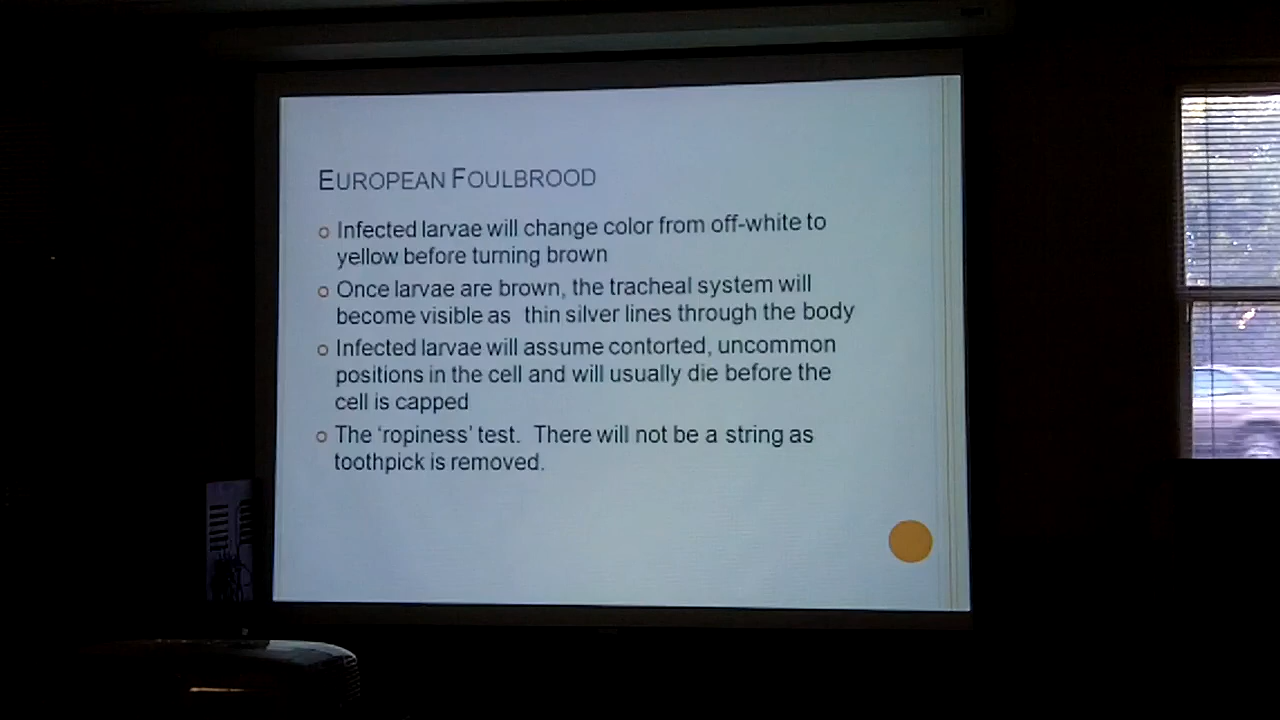 EUROPEAN FOULBROOD
Infected larvae will change color from off-white to
yellow before turning brown
Once larvae are brown, the tracheal system will
become visible as thin silver lines through the body
Infected larvae will assume contorted, uncommon
positions in the cell and will usually die before the
cell is capped
The ‘ropiness’ test. There will not be a string as
toothpick is removed.